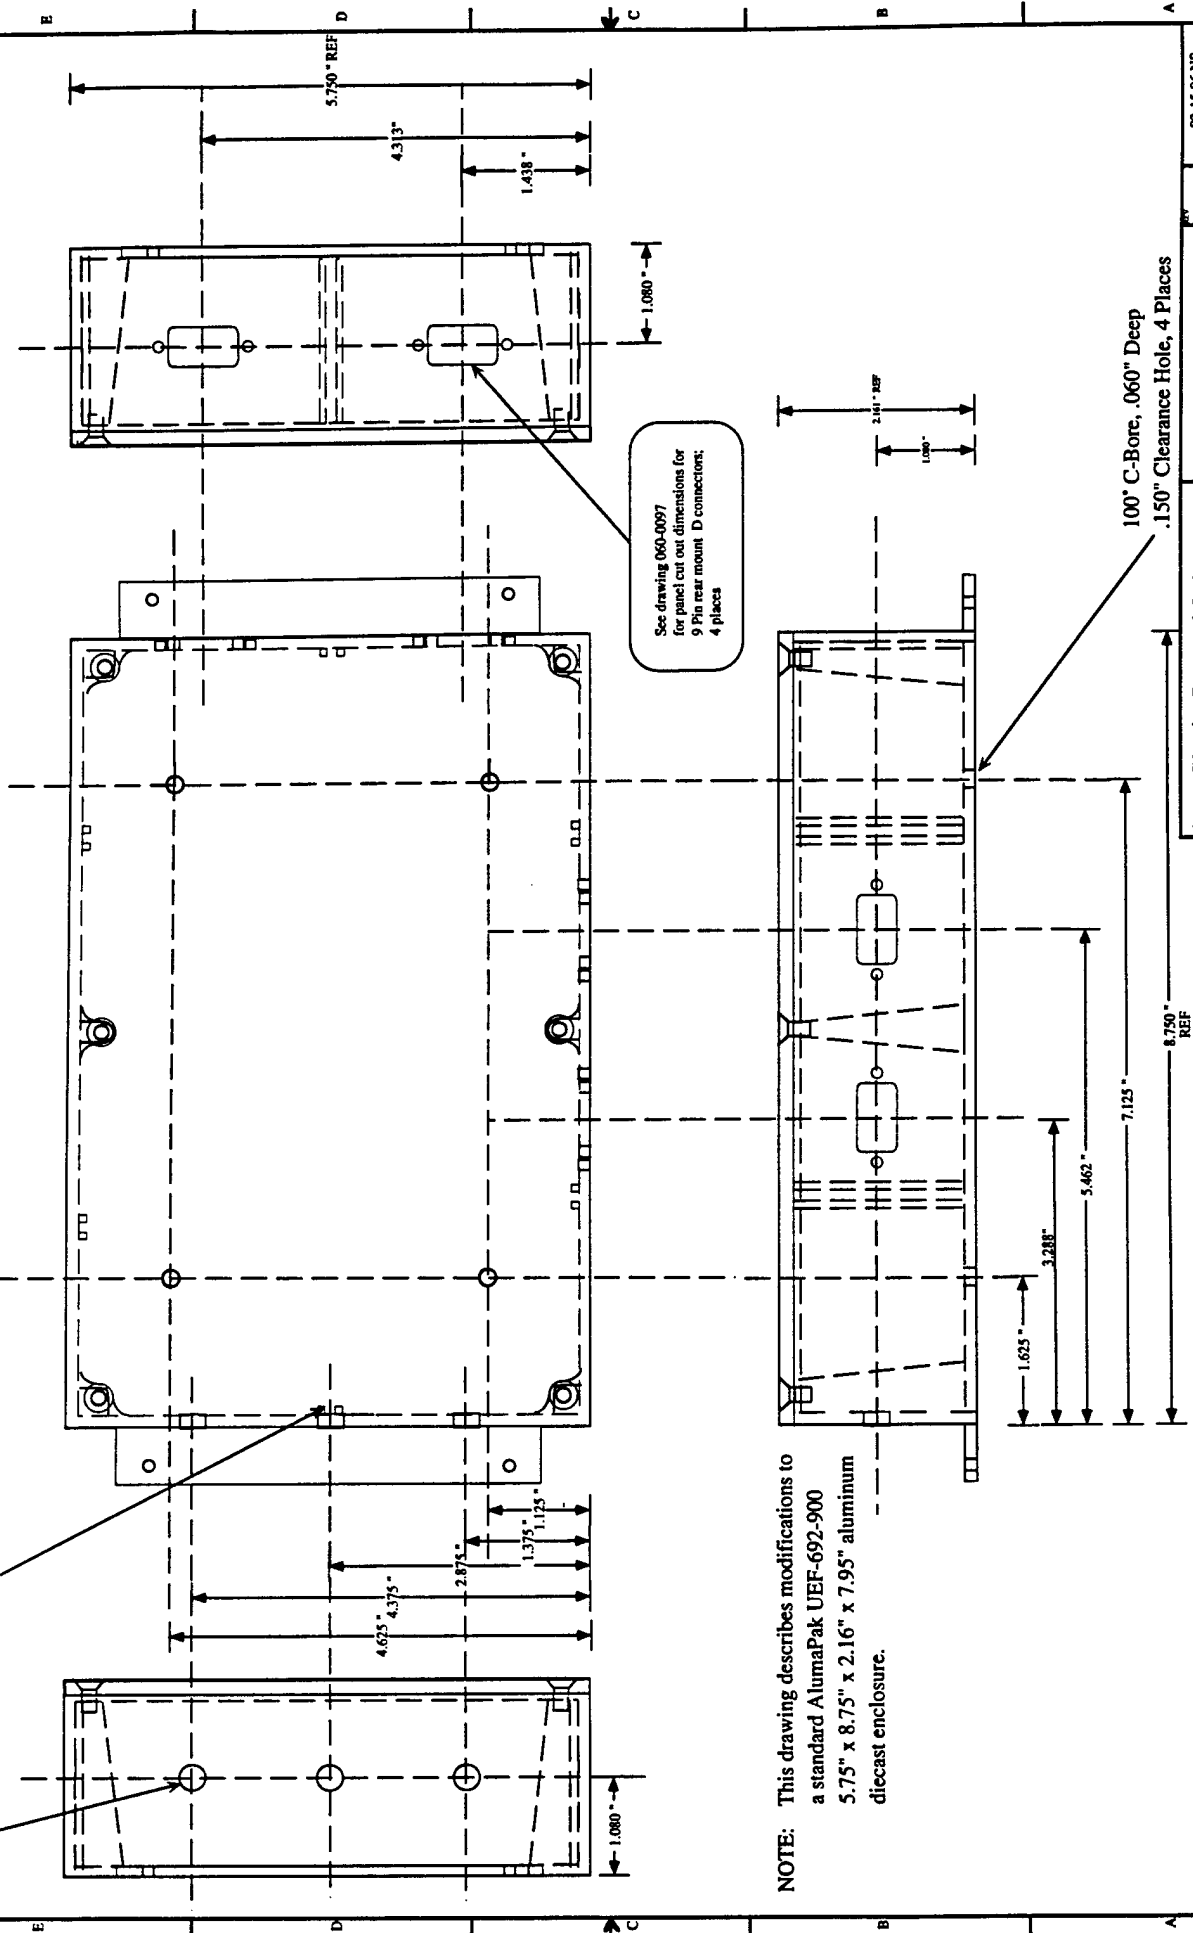 E
D
C
B
A
5.750 " REF
4.313"
1.438 "
1.080 "
See drawing 060-0097
for panel cut out dimensions for
9 Pin rear mount D connectors;
4 places
2.161 " REF
1.080 "
100° C-Bore, .060" Deep
.150" Clearance Hole, 4 Places
4.625 "
4.375 "
2.875 "
1.375 "
1.125 "
1.080 "
1.625 "
3.288"
5.462 "
7.125 "
8.750 "
REF
NOTE: This drawing describes modifications to
a standard AlumaPak UEF-692-900
5.75" x 8.75" x 2.16" x 7.95" aluminum
diecast enclosure.
E
D
C
B
A